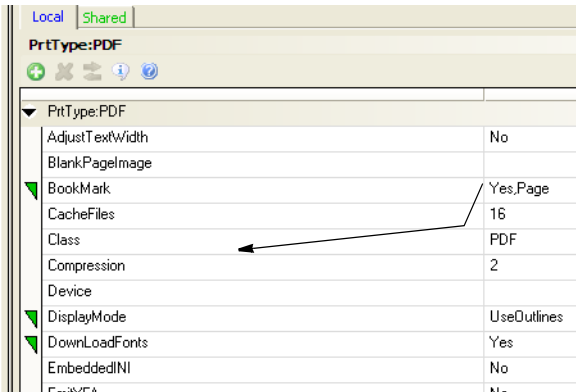 Local Shared
PrtType:PDF
PrtType:PDF
AdjustTextWidth No
BlankPageImage
BookMark Yes,Page
CacheFiles 16
Class PDF
Compression 2
Device
DisplayMode UseOutlines
DownLoadFonts Yes
EmbeddedINI No